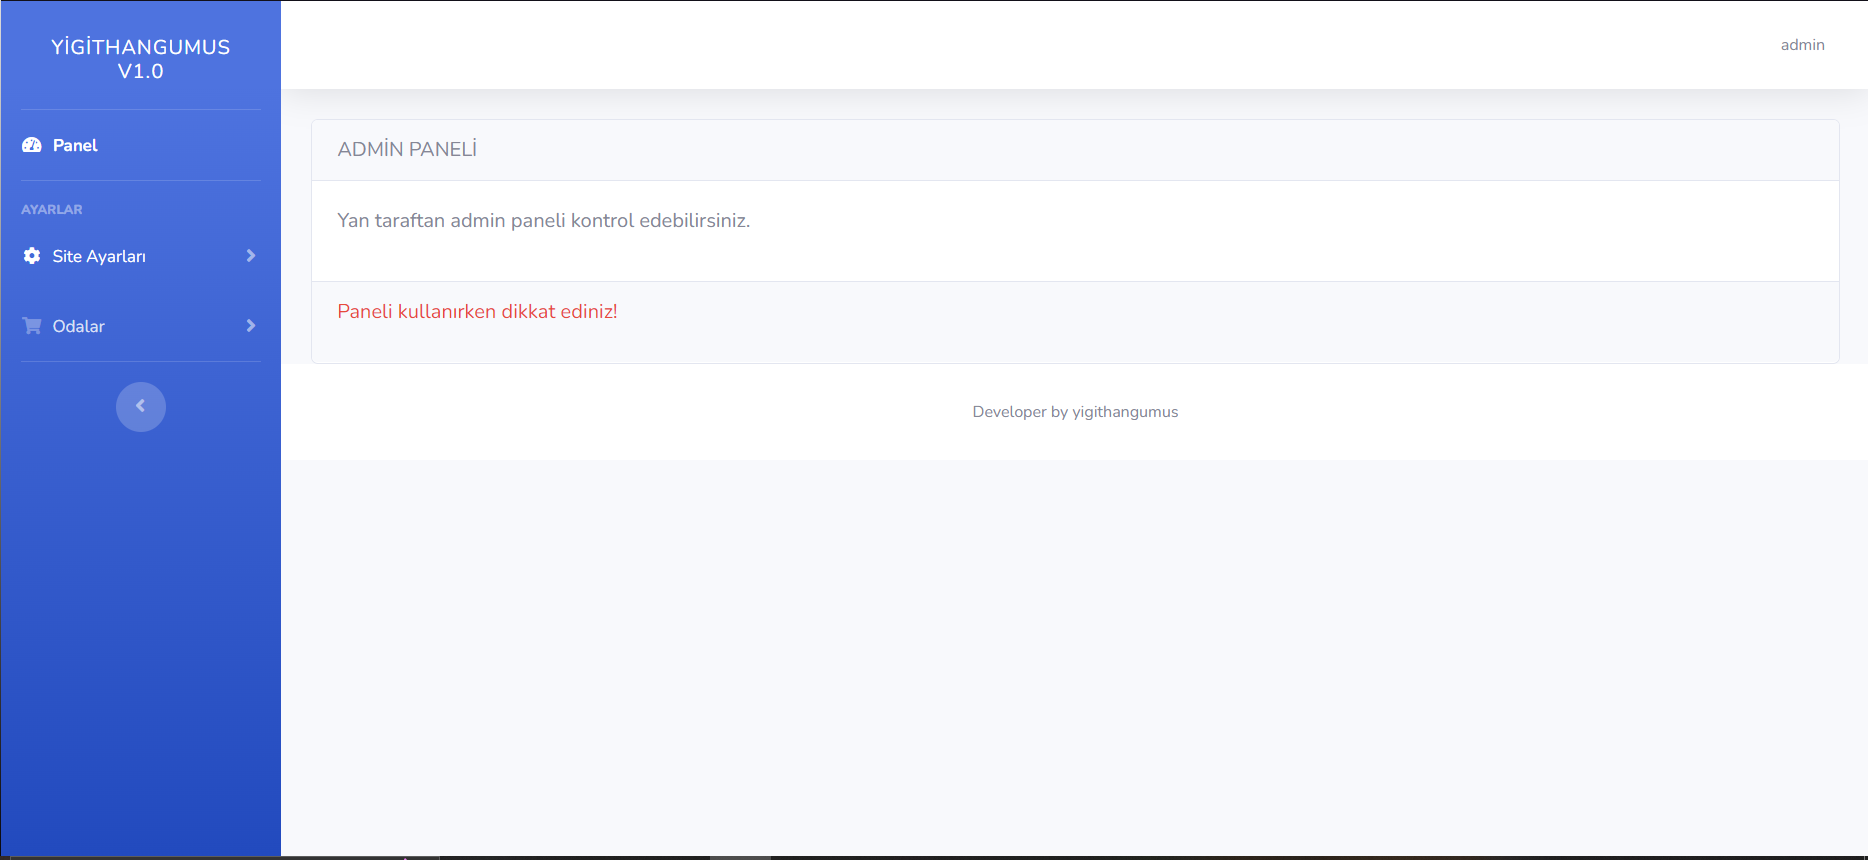 YİGİTHANGUMUS
V1.0
Panel
AYARLAR
Site Ayarları
Odalar
admin
ADMİN PANELİ
Yan taraftan admin paneli kontrol edebilirsiniz.
Paneli kullanırken dikkat ediniz!
Developer by yigithangumus